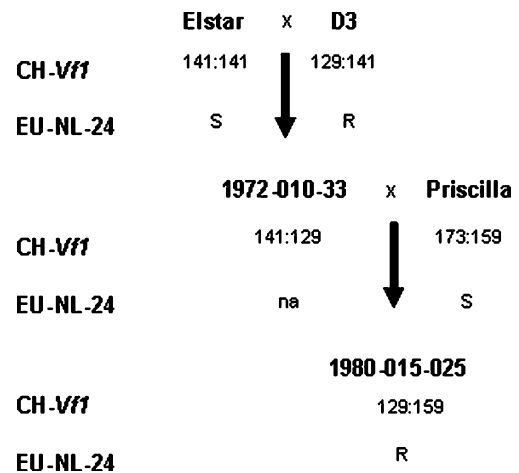 Elstar x D3
CH-Vf1 141:141 129:141
EU-NL-24 S R
1972-010-33 x Priscilla
CH-Vf1 141:129 173:159
EU-NL-24 na S
1980-015-025
CH-Vf1 129:159
EU-NL-24 R